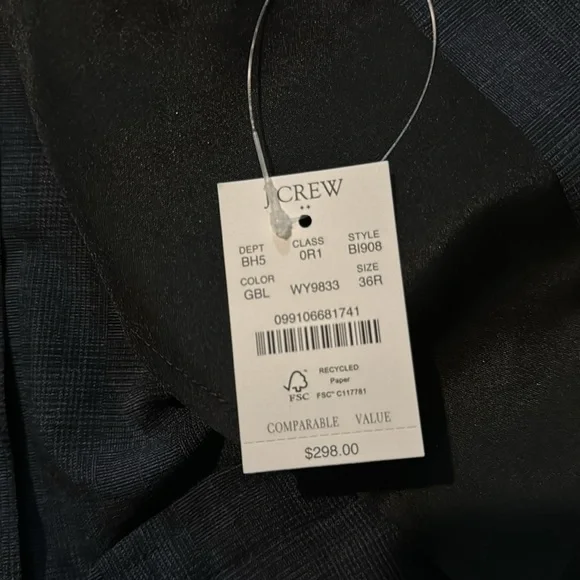 J.CREW
**
DEPT CLASS STYLE
BH5 0R1 BI908
COLOR SIZE
GBL WY9833 36R
099106681741
RECYCLED
Paper
FSC
FSC™ C117781
COMPARABLE VALUE
$298.00